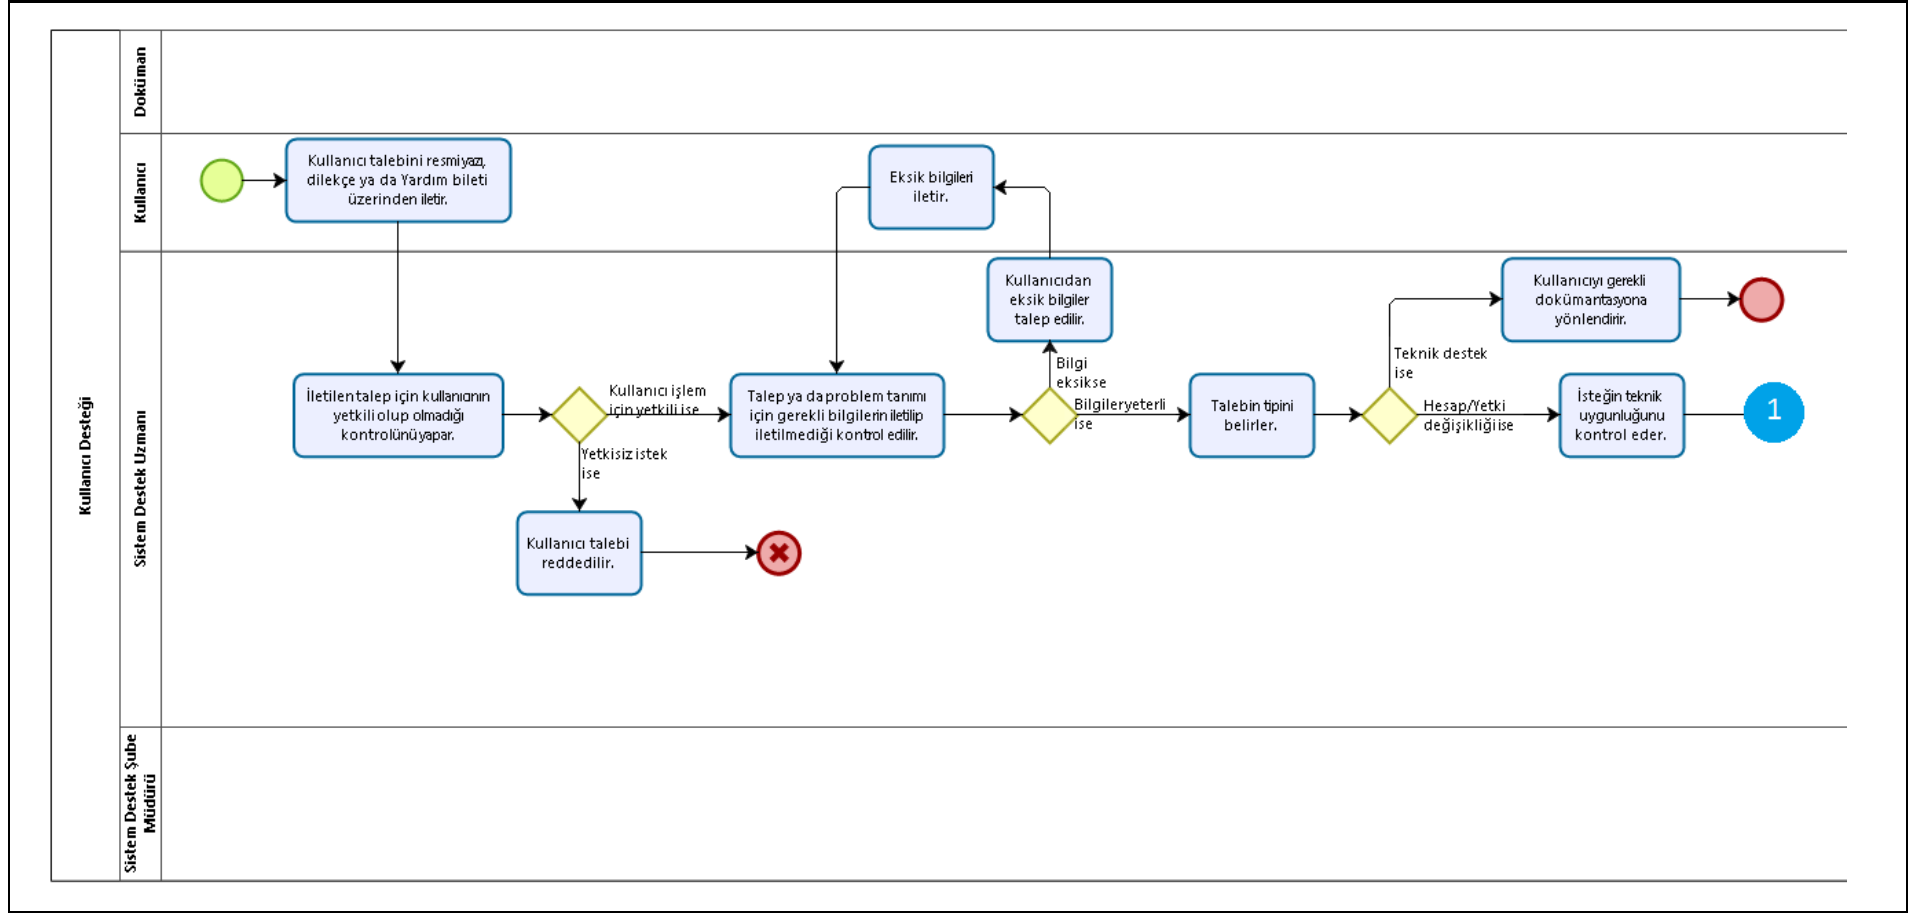 Kullanıcı Desteği
Doküman
Kullanıcı
Kullanıcı talebini resmi yazı,
dilekçe ya da Yardım bileti
üzerinden iletir.
Eksik bilgileri
iletir.
Sistem Destek Uzmanı
Kullanıcıdan
eksik bilgiler
talep edilir.
Kullanıcıyı gerekli
dokümantasyona
yönlendirir.
İletilen talep için kullanıcının
yetkili olup olmadığı
kontrolünü yapar.
Kullanıcı işlem
için yetkili ise
Yetkisiz istek
ise
Talep ya da problem tanımı
için gerekli bilgilerin iletilip
iletilmediği kontrol edilir.
Bilgi
eksikse
Bilgiler yeterli
ise
Talebin tipini
belirler.
Teknik destek
ise
Hesap/Yetki
değişikliği ise
İsteğin teknik
uygunluğunu
kontrol eder.
1
Kullanıcı talebi
reddedilir.
Sistem Destek Şube
Müdürü